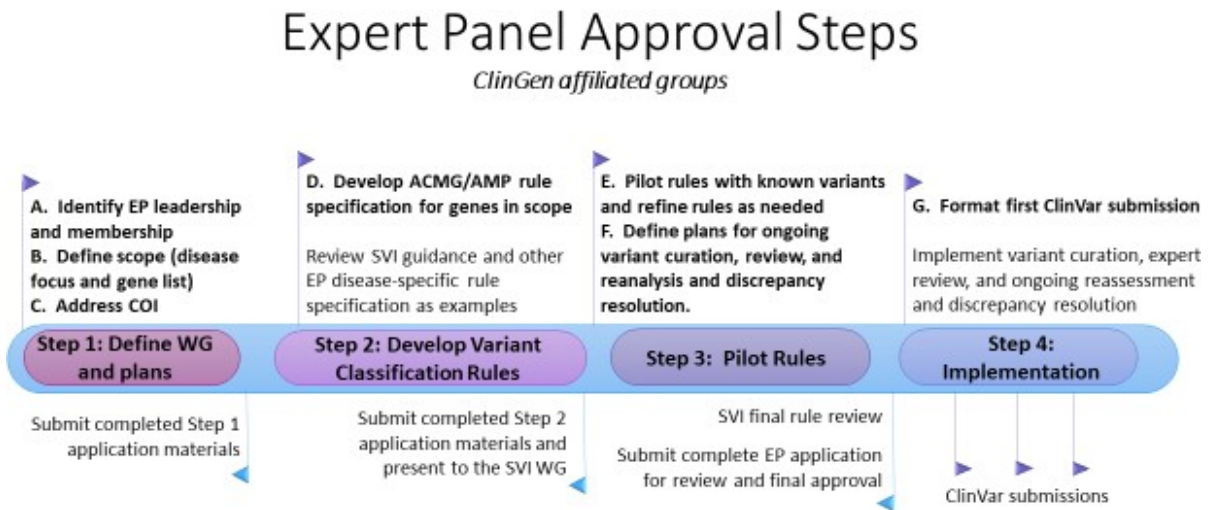 Expert Panel Approval Steps
ClinGen affiliated groups
A. Identify EP leadership
and membership
B. Define scope (disease
focus and gene list)
C. Address COI
D. Develop ACMG/AMP rule
specification for genes in scope
Review SVI guidance and other
EP disease-specific rule
specification as examples
E. Pilot rules with known variants
and refine rules as needed
F. Define plans for ongoing
variant curation, review, and
reanalysis and discrepancy
resolution.
G. Format first ClinVar submission
Implement variant curation, expert
review, and ongoing reassessment
and discrepancy resolution
Step 1: Define WG
and plans
Step 2: Develop Variant
Classification Rules
Step 3: Pilot Rules
Step 4:
Implementation
Submit completed Step 1
application materials
Submit completed Step 2
application materials and
present to the SVI WG
SVI final rule review
Submit complete EP application
for review and final approval
ClinVar submissions